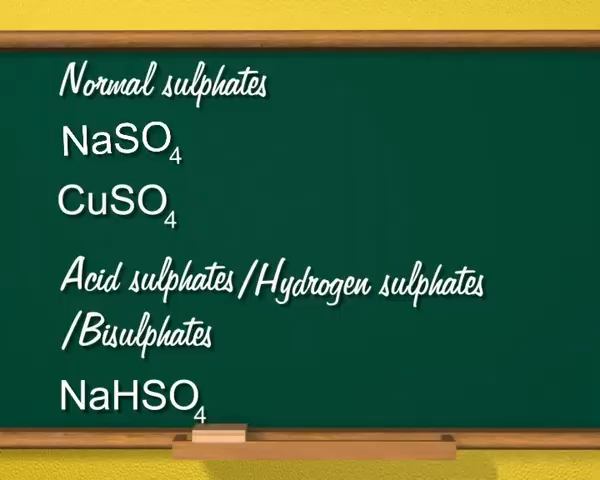 Normal sulphates
NaSO₄
CuSO₄
Acid sulphates/Hydrogen sulphates
/Bisulphates
NaHSO₄